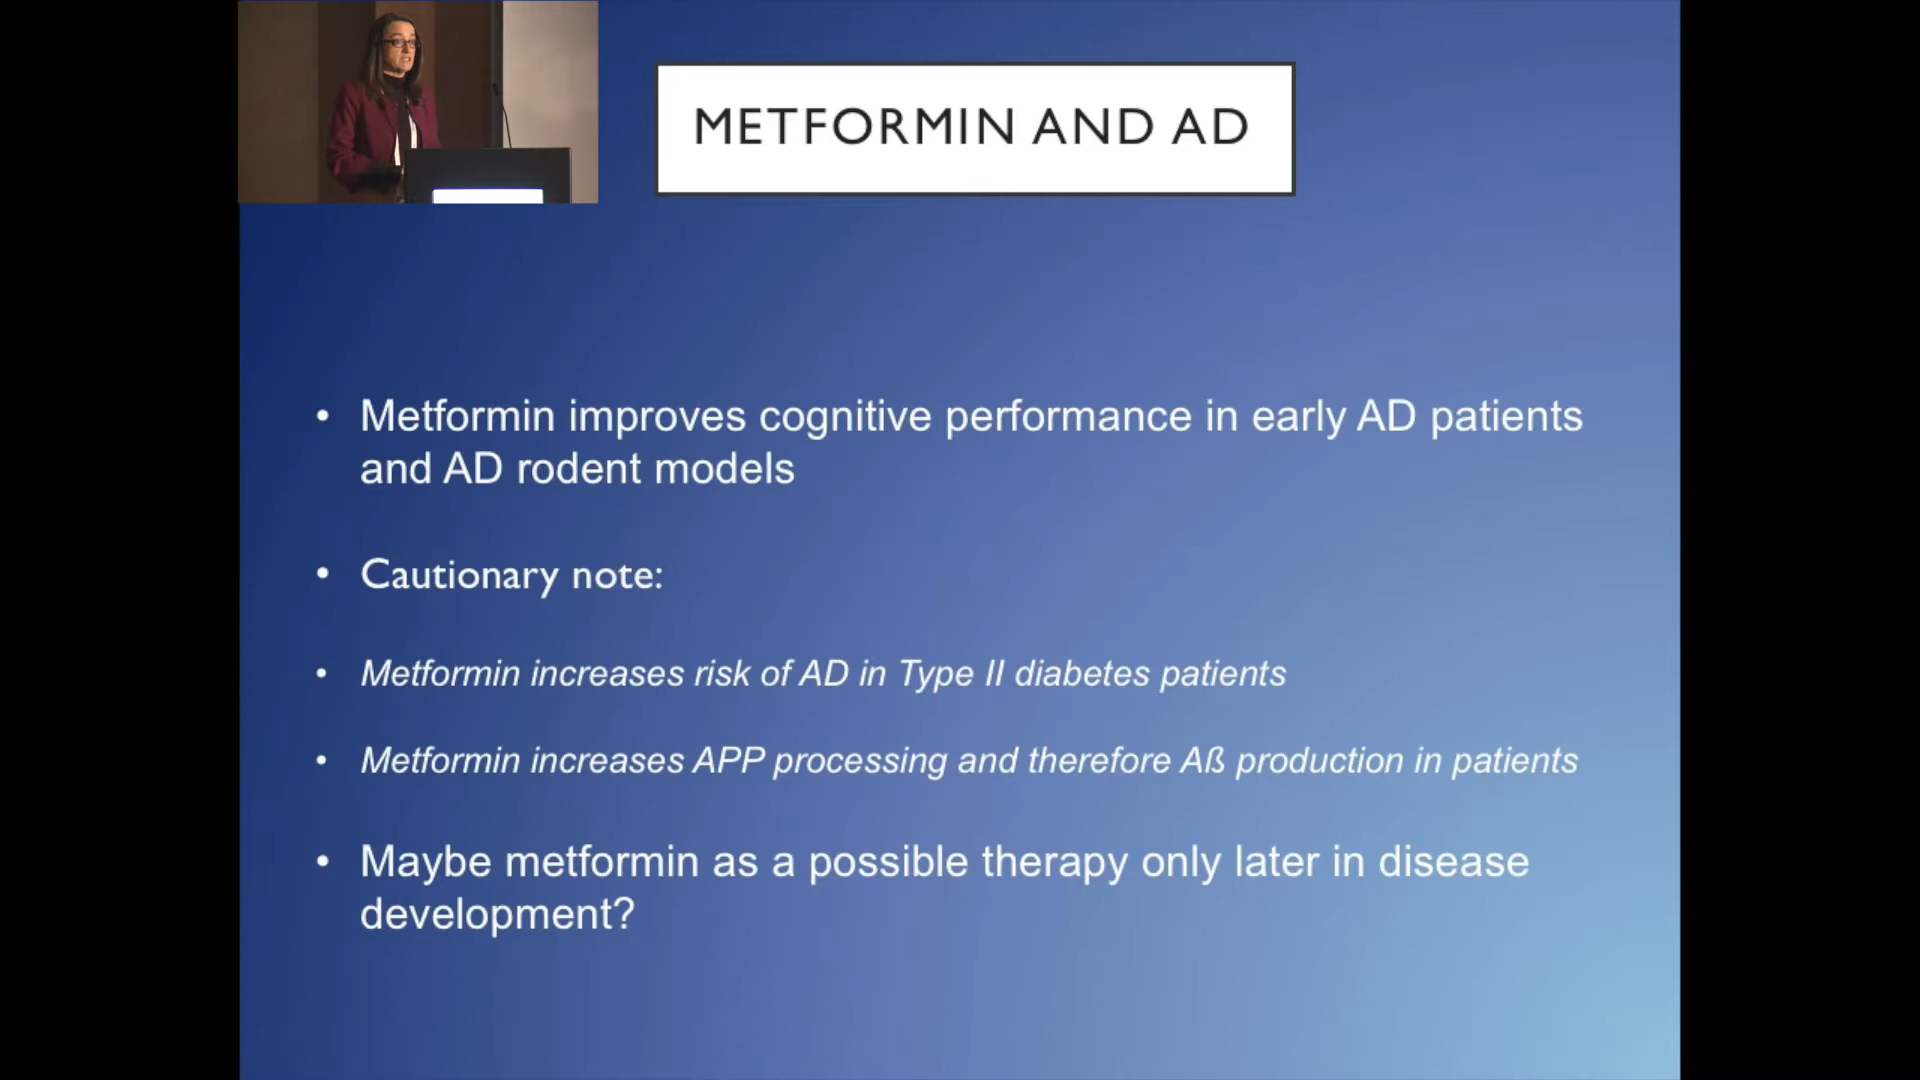 METFORMIN AND AD
• Metformin improves cognitive performance in early AD patients
and AD rodent models
• Cautionary note:
• Metformin increases risk of AD in Type II diabetes patients
• Metformin increases APP processing and therefore Aß production in patients
• Maybe metformin as a possible therapy only later in disease
development?